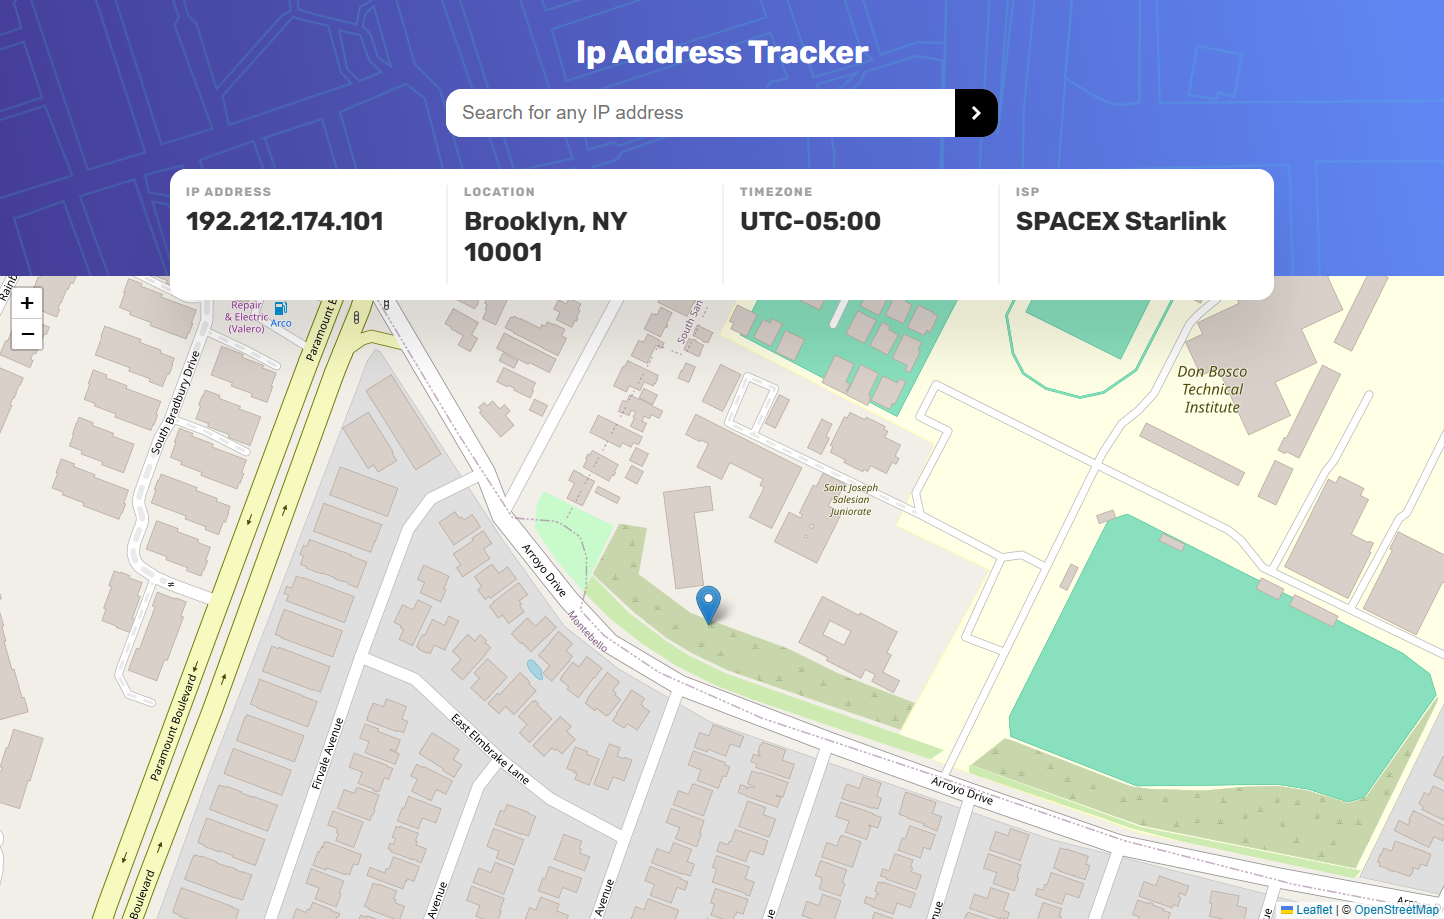 Ip Address Tracker
Search for any IP address
IP ADDRESS
192.212.174.101
LOCATION
Brooklyn, NY
10001
TIMEZONE
UTC-05:00
ISP
SPACEX Starlink
+
−
Repair
& Electric
(Valero)
Arco
Paramount
South San
South Bradbury Drive
Don Bosco
Technical
Institute
Saint Joseph
Salesian
Juniorate
Arroyo Drive
Montebello
Paramount Boulevard
Firvale Avenue
East Elmbrake Lane
Arroyo Drive
Boulevard
Avenue
Avenue
Leaflet | © OpenStreetMap